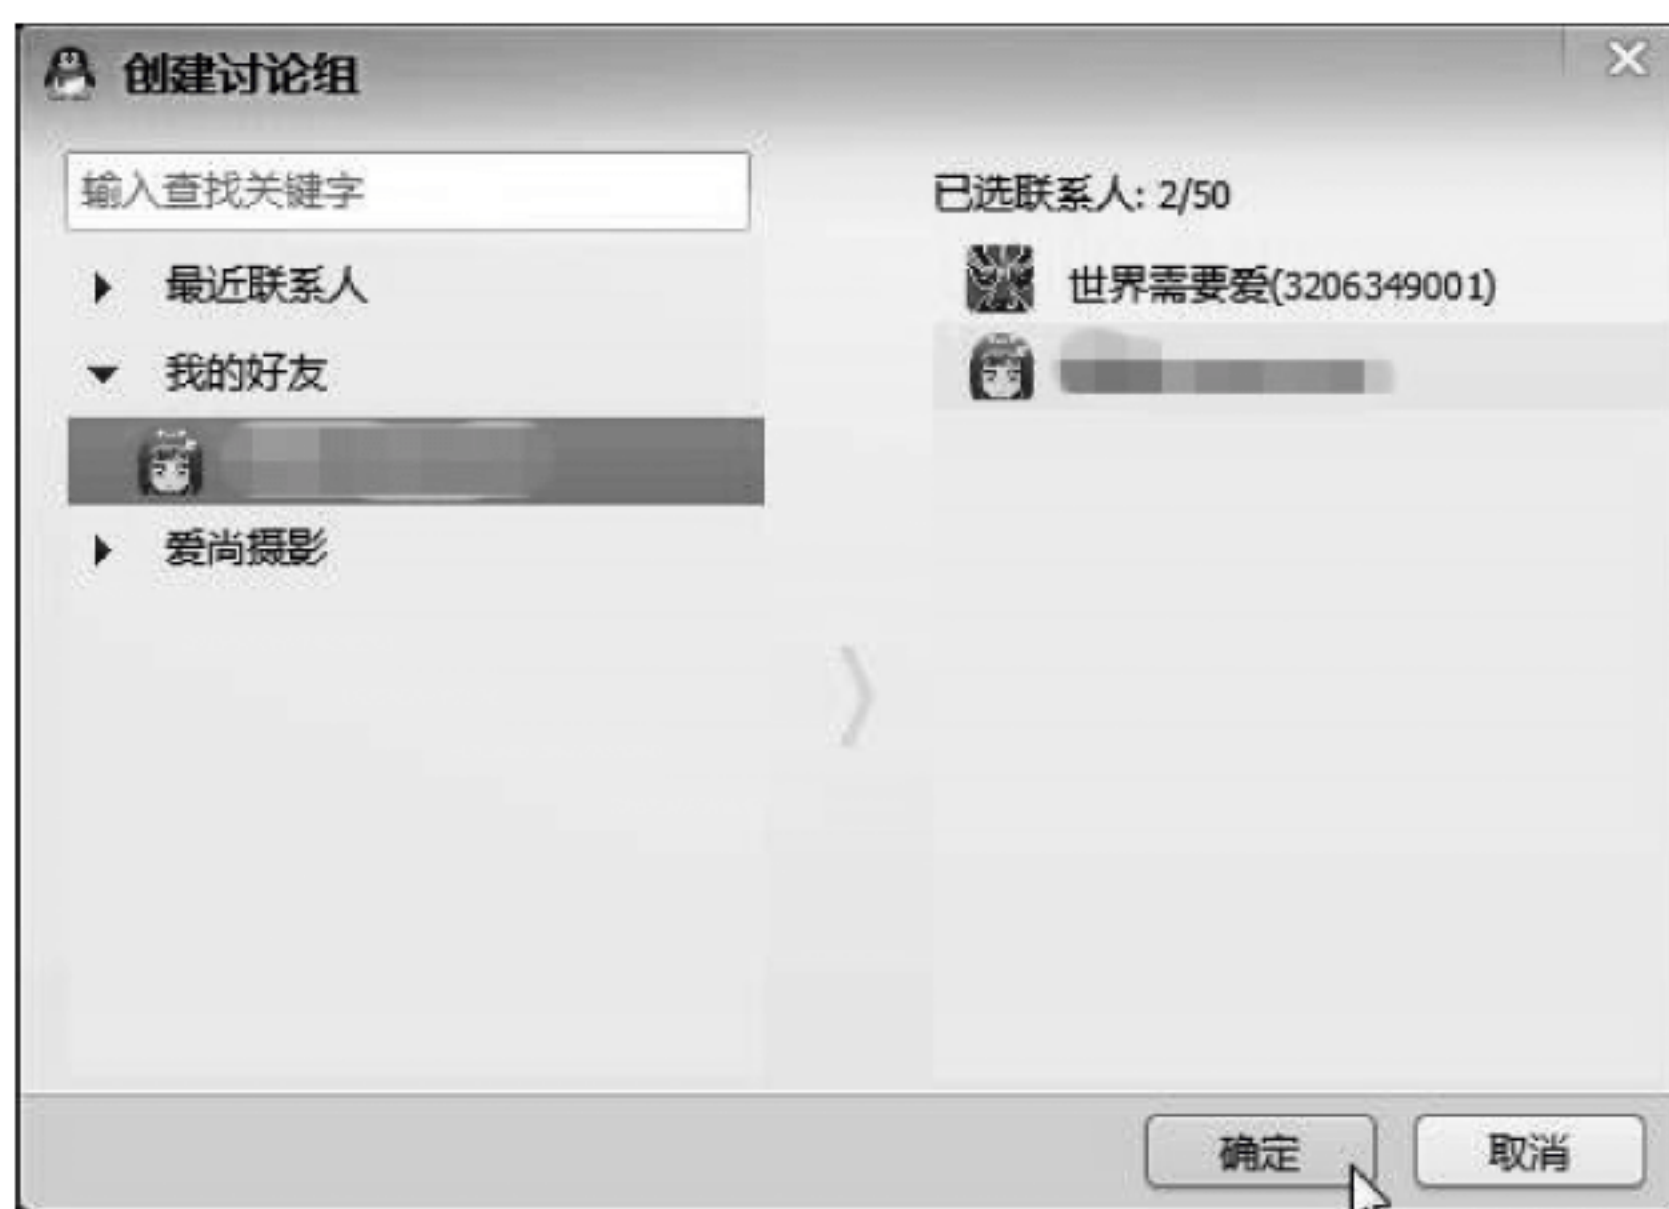 创建讨论组
输入查找关键字
最近联系人
我的好友
爱尚摄影
已选联系人: 2/50
世界需要爱(3206349001)
确定
取消